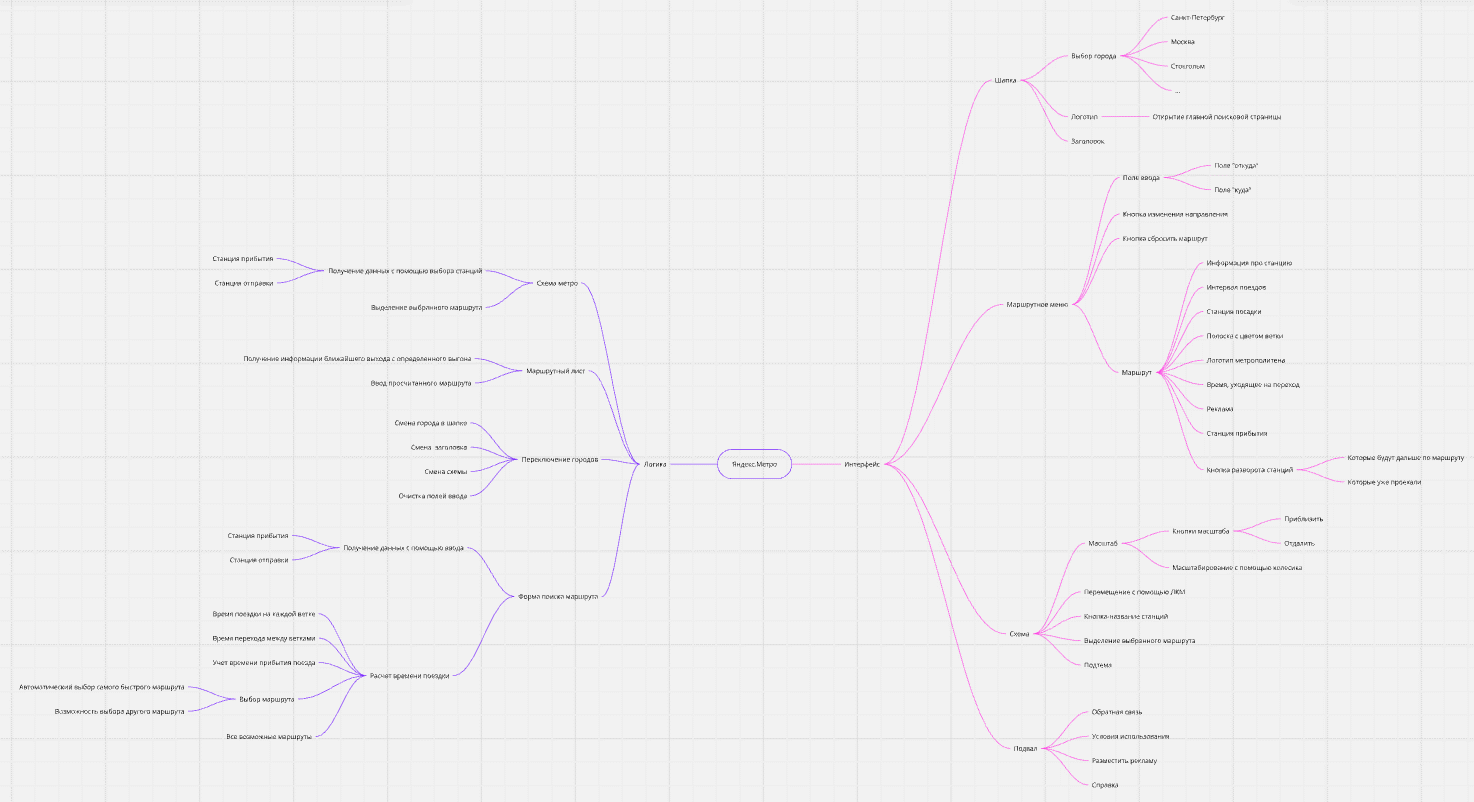 Яндекс.Метро
Логика
Схема метро
Получение данных с помощью выбора станций
Станция прибытия
Станция отправки
Выделение выбранного маршрута
Маршрутный лист
Получение информации ближайшего выхода с определенного вагона
Ввод просчитанного маршрута
Переключение городов
Смена города в шапке
Смена заголовка
Смена схемы
Очистка полей ввода
Форма поиска маршрута
Получение данных с помощью ввода
Станция прибытия
Станция отправки
Расчет времени поездки
Время поездки на каждой ветке
Время перехода между ветками
Учет времени прибытия поезда
Выбор маршрута
Автоматический выбор самого быстрого маршрута
Возможность выбора другого маршрута
Все возможные маршруты
Интерфейс
Шапка
Выбор города
Санкт-Петербург
Москва
Стокгольм
...
Логотип
Открытие главной поисковой страницы
Заголовок
Маршрутное меню
Поле ввода
Поле "откуда"
Поле "куда"
Кнопка изменения направления
Кнопка сбросить маршрут
Маршрут
Информация про станцию
Интервал поездов
Станция посадки
Полоска с цветом ветки
Логотип метрополитена
Время, уходящее на переход
Реклама
Станция прибытия
Кнопка разворота станций
Которые будут дальше по маршруту
Которые уже проехали
Схема
Масштаб
Кнопки масштаба
Приблизить
Отдалить
Масштабирование с помощью колесика
Перемещение с помощью ЛКМ
Кнопка-название станций
Выделение выбранного маршрута
Подтема
Подвал
Обратная связь
Условия использования
Разместить рекламу
Справка